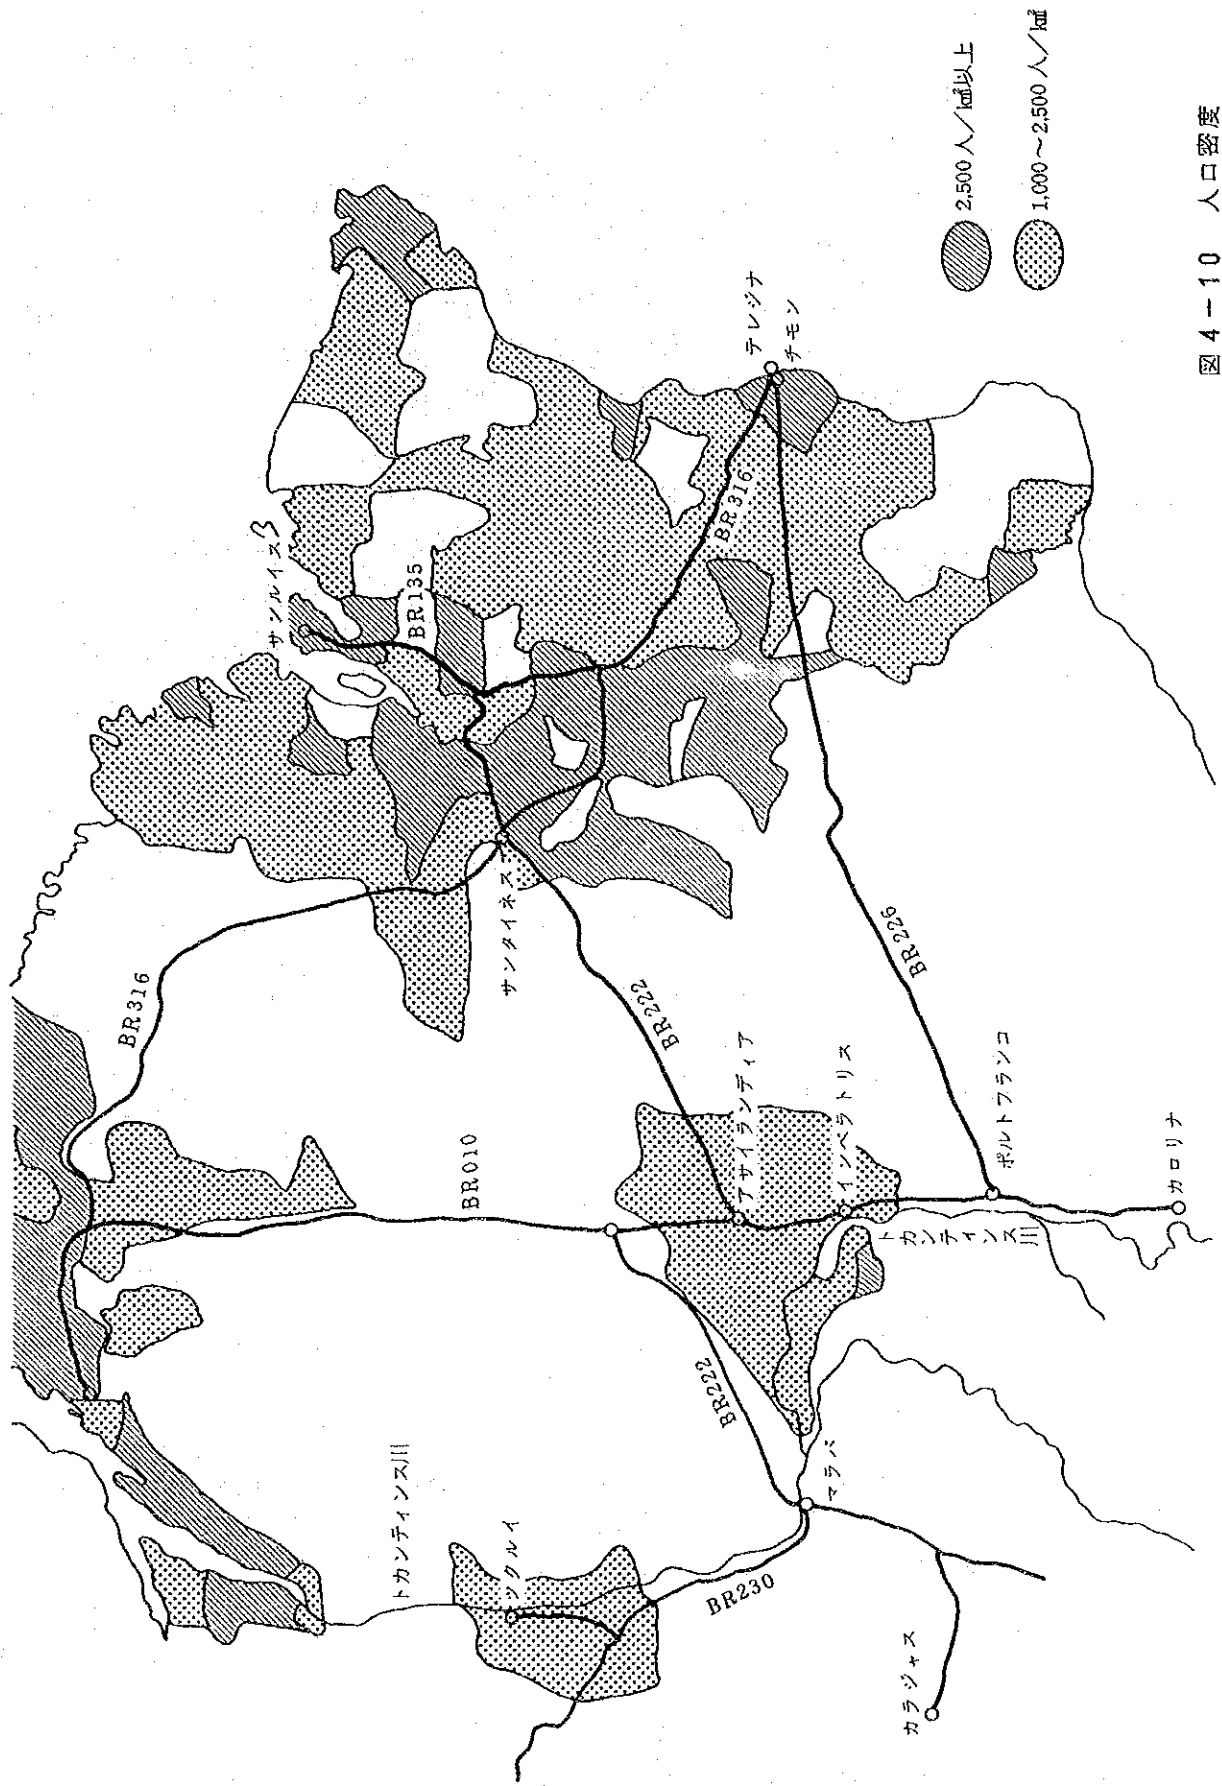 BR316
BR010
トカンティンス川
ツクルイ
BR230
BR222
マラバ
カラジャス
サンルイス
BR135
サンタイネス
BR222
アサイランディア
インペラトリス
トカンティンス川
ポルトフランコ
カロリナ
BR226
BR316
テレジナ
チモン
2,500人/㎢以上
1,000~2,500人/㎢
図4-10 人口密度